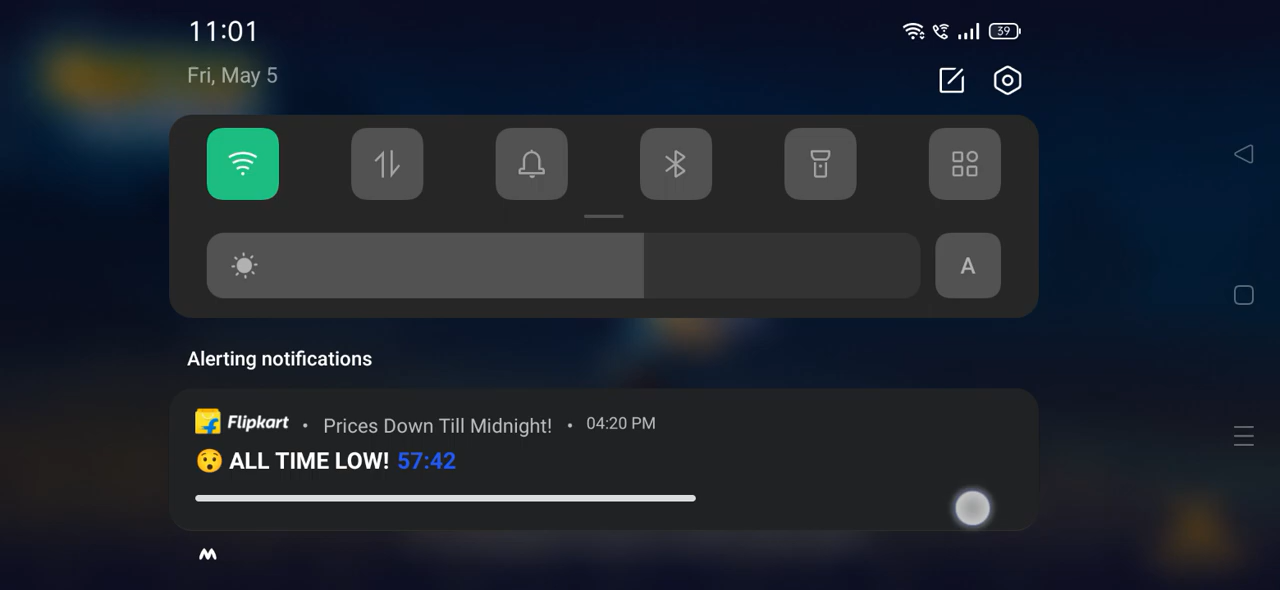 11:01
39
Fri, May 5
A
Alerting notifications
Flipkart • Prices Down Till Midnight! • 04:20 PM
😯 ALL TIME LOW! 57:42